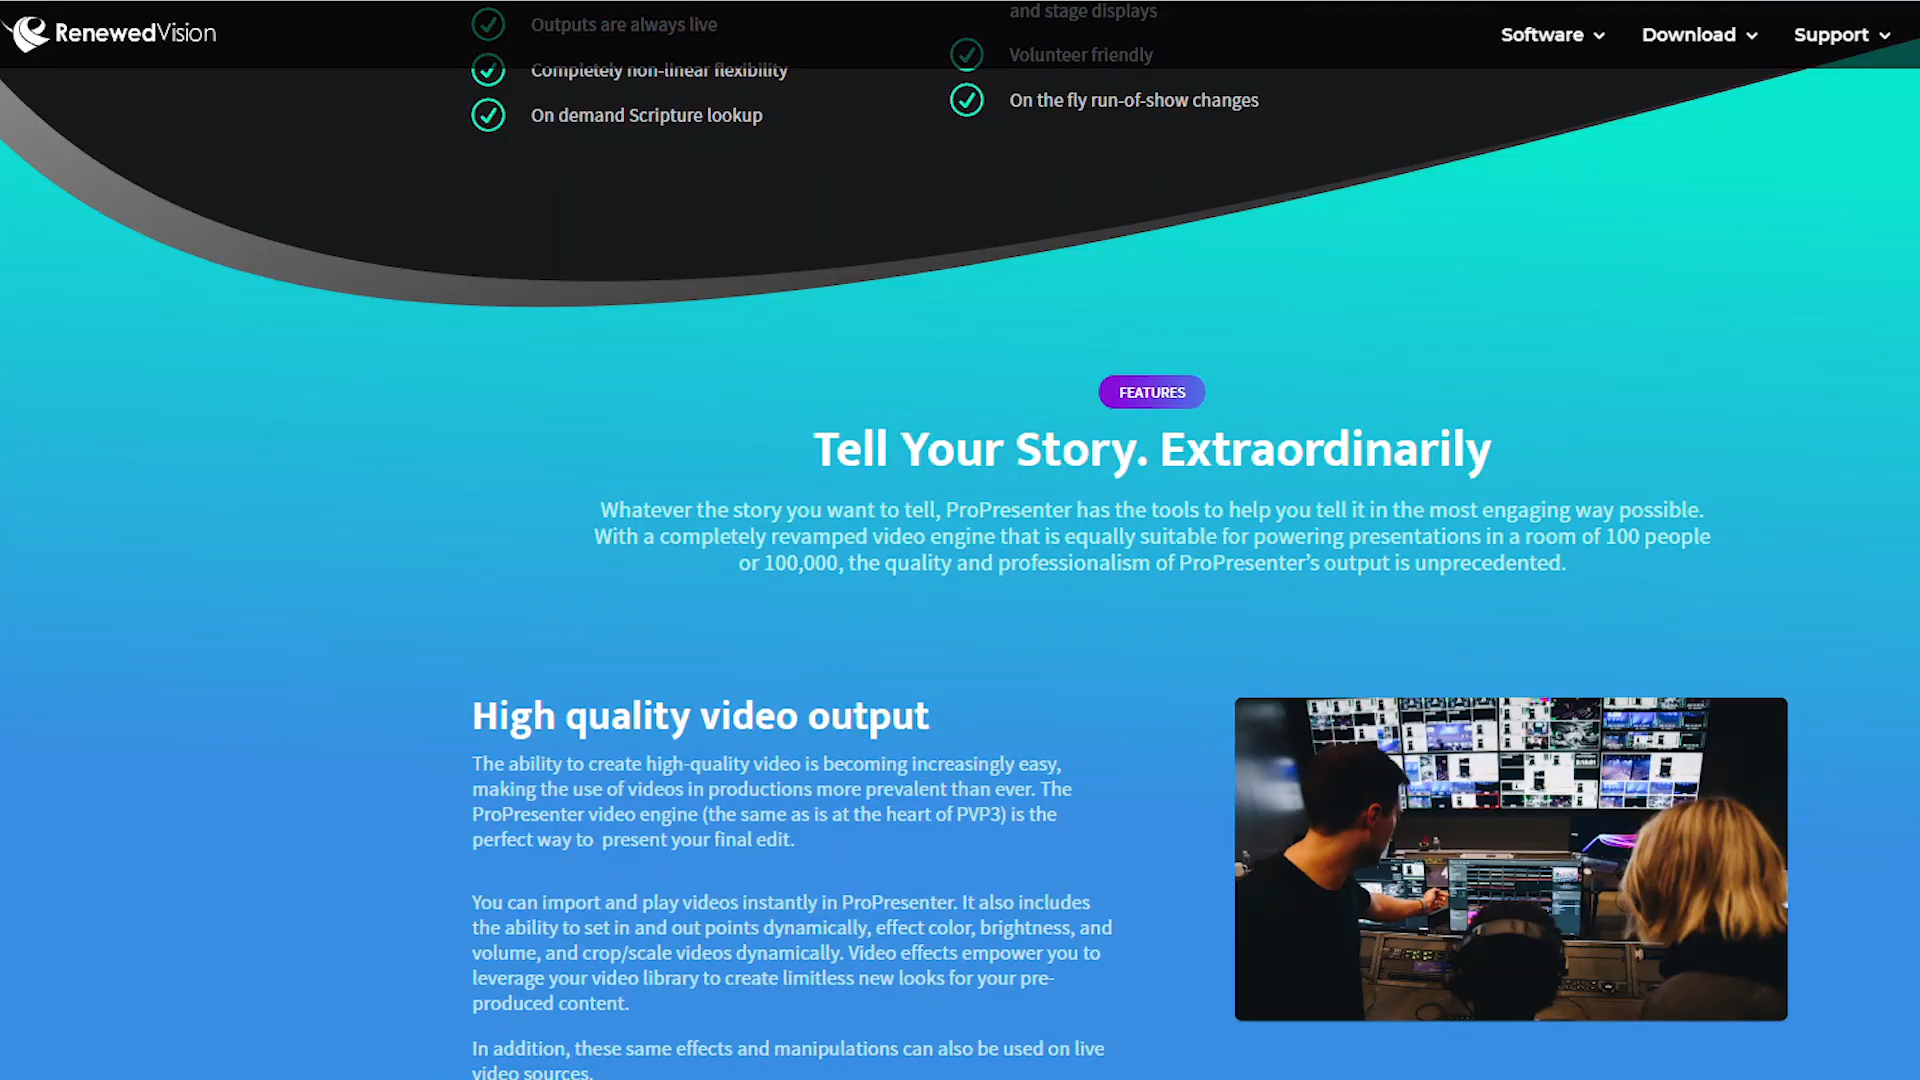 RenewedVision
Software
Download
Support
Outputs are always live
Completely non-linear flexibility
On demand Scripture lookup
and stage displays
Volunteer friendly
On the fly run-of-show changes
FEATURES
Tell Your Story. Extraordinarily
Whatever the story you want to tell, ProPresenter has the tools to help you tell it in the most engaging way possible.
With a completely revamped video engine that is equally suitable for powering presentations in a room of 100 people
or 100,000, the quality and professionalism of ProPresenter’s output is unprecedented.
High quality video output
The ability to create high-quality video is becoming increasingly easy,
making the use of videos in productions more prevalent than ever. The
ProPresenter video engine (the same as is at the heart of PVP3) is the
perfect way to present your final edit.
You can import and play videos instantly in ProPresenter. It also includes
the ability to set in and out points dynamically, effect color, brightness, and
volume, and crop/scale videos dynamically. Video effects empower you to
leverage your video library to create limitless new looks for your pre-
produced content.
In addition, these same effects and manipulations can also be used on live
video sources.